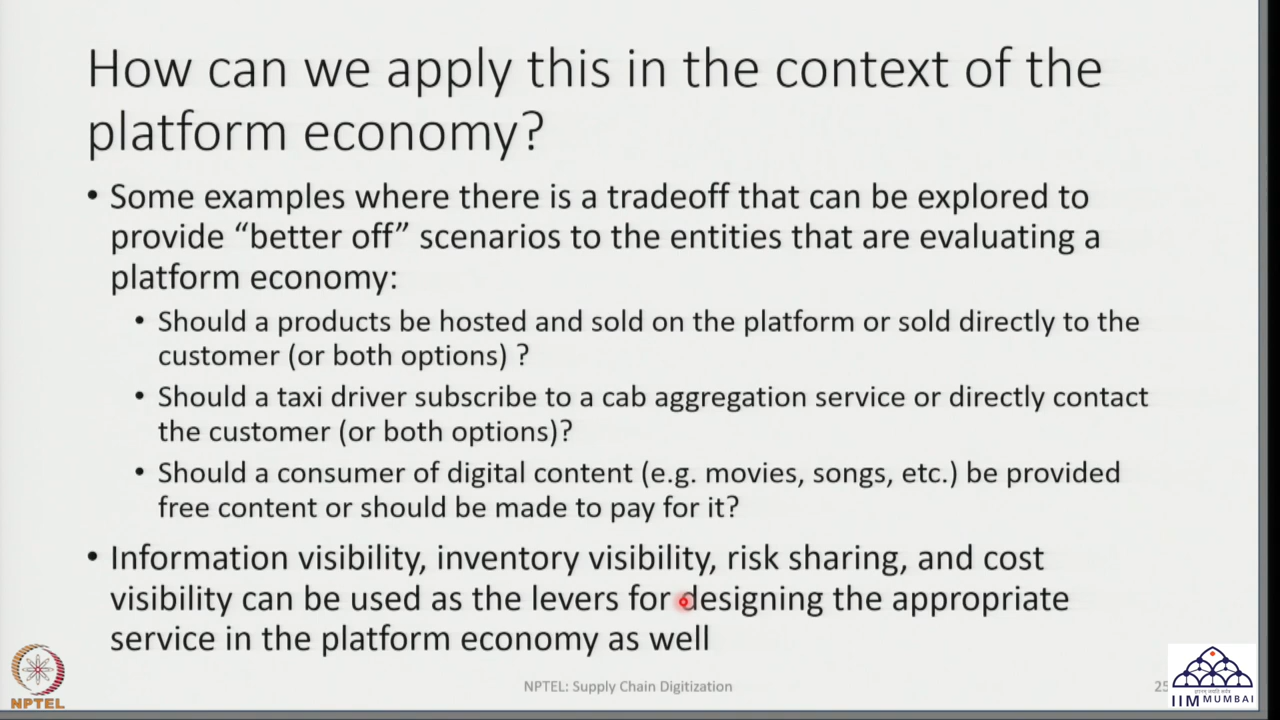 How can we apply this in the context of the
platform economy?
• Some examples where there is a tradeoff that can be explored to
provide “better off” scenarios to the entities that are evaluating a
platform economy:
• Should a products be hosted and sold on the platform or sold directly to the
customer (or both options) ?
• Should a taxi driver subscribe to a cab aggregation service or directly contact
the customer (or both options)?
• Should a consumer of digital content (e.g. movies, songs, etc.) be provided
free content or should be made to pay for it?
• Information visibility, inventory visibility, risk sharing, and cost
visibility can be used as the levers for designing the appropriate
service in the platform economy as well
NPTEL
NPTEL: Supply Chain Digitization
25
IIM MUMBAI